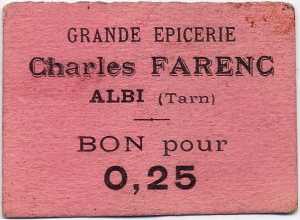 GRANDE EPICERIE
Charles FARENC
ALBI (Tarn)
BON pour
0,25